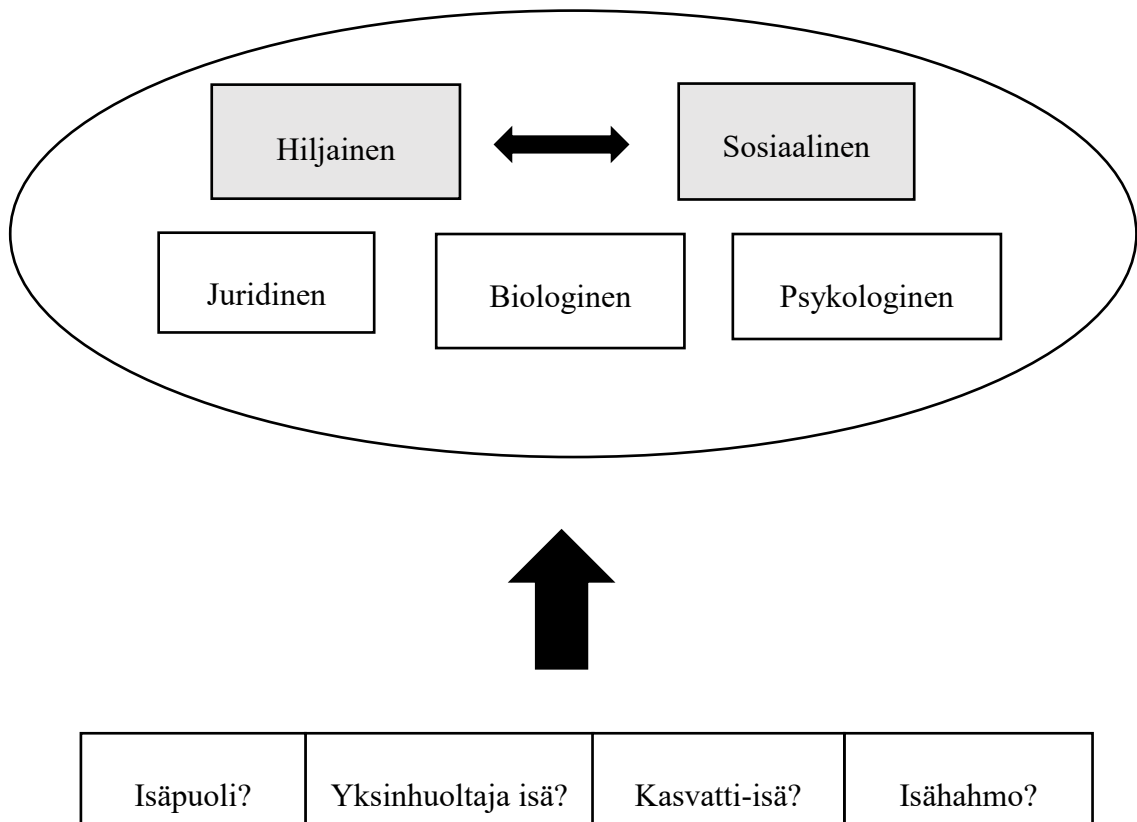 Hiljainen
Sosiaalinen
Juridinen
Biologinen
Psykologinen
Isäpuoli?
Yksinhuoltaja isä?
Kasvatti-isä?
Isähahmo?